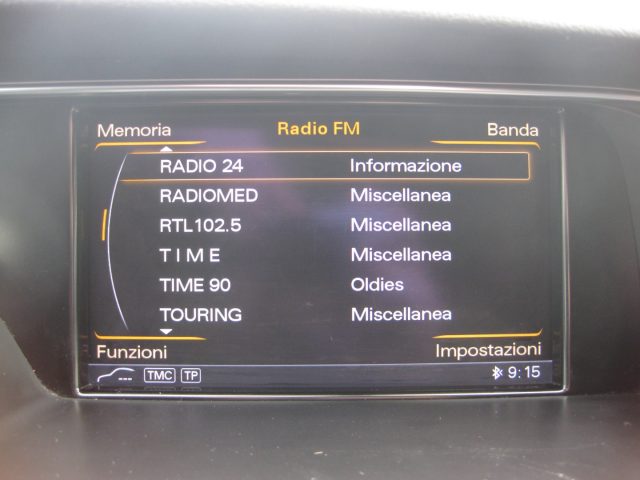 Memoria Radio FM Banda
RADIO 24 Informazione
RADIOMED Miscellanea
RTL102.5 Miscellanea
T I M E Miscellanea
TIME 90 Oldies
TOURING Miscellanea
Funzioni Impostazioni
--- TMC TP 9:15